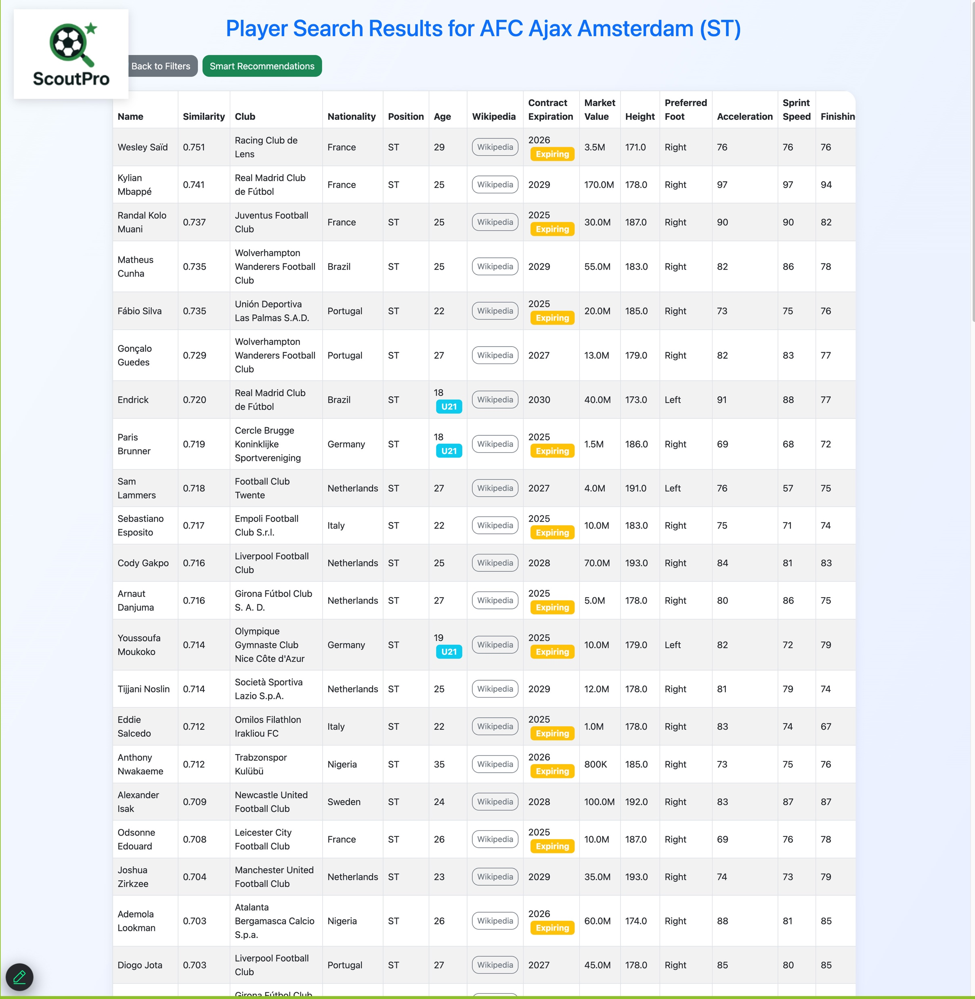 Player Search Results for AFC Ajax Amsterdam (ST)
ScoutPro
Back to Filters
Smart Recommendations
Name Similarity Club Nationality Position Age Wikipedia Contract Expiration Market Value Height Preferred Foot Acceleration Sprint Speed Finishin
Wesley Saïd 0.751 Racing Club de Lens France ST 29 Wikipedia 2026 Expiring 3.5M 171.0 Right 76 76 76
Kylian Mbappé 0.741 Real Madrid Club de Fútbol France ST 25 Wikipedia 2029 170.0M 178.0 Right 97 97 94
Randal Kolo Muani 0.737 Juventus Football Club France ST 25 Wikipedia 2025 Expiring 30.0M 187.0 Right 90 90 82
Matheus Cunha 0.735 Wolverhampton Wanderers Football Club Brazil ST 25 Wikipedia 2029 55.0M 183.0 Right 82 86 78
Fábio Silva 0.735 Unión Deportiva Las Palmas S.A.D. Portugal ST 22 Wikipedia 2025 Expiring 20.0M 185.0 Right 73 75 76
Gonçalo Guedes 0.729 Wolverhampton Wanderers Football Club Portugal ST 27 Wikipedia 2027 13.0M 179.0 Right 82 83 77
Endrick 0.720 Real Madrid Club de Fútbol Brazil ST 18 U21 Wikipedia 2030 40.0M 173.0 Left 91 88 77
Paris Brunner 0.719 Cercle Brugge Koninklijke Sportvereniging Germany ST 18 U21 Wikipedia 2025 Expiring 1.5M 186.0 Right 69 68 72
Sam Lammers 0.718 Football Club Twente Netherlands ST 27 Wikipedia 2027 4.0M 191.0 Left 76 57 75
Sebastiano Esposito 0.717 Empoli Football Club S.r.l. Italy ST 22 Wikipedia 2025 Expiring 10.0M 183.0 Right 75 71 74
Cody Gakpo 0.716 Liverpool Football Club Netherlands ST 25 Wikipedia 2028 70.0M 193.0 Right 84 81 83
Arnaut Danjuma 0.716 Girona Fútbol Club S. A. D. Netherlands ST 27 Wikipedia 2025 Expiring 5.0M 178.0 Right 80 86 75
Youssoufa Moukoko 0.714 Olympique Gymnaste Club Nice Côte d'Azur Germany ST 19 U21 Wikipedia 2025 Expiring 10.0M 179.0 Left 82 72 79
Tijjani Noslin 0.714 Società Sportiva Lazio S.p.A. Netherlands ST 25 Wikipedia 2029 12.0M 178.0 Right 81 79 74
Eddie Salcedo 0.712 Omilos Filathlon Irakliou FC Italy ST 22 Wikipedia 2025 Expiring 1.0M 178.0 Right 83 74 67
Anthony Nwakaeme 0.712 Trabzonspor Kulübü Nigeria ST 35 Wikipedia 2026 Expiring 800K 185.0 Right 73 75 76
Alexander Isak 0.709 Newcastle United Football Club Sweden ST 24 Wikipedia 2028 100.0M 192.0 Right 83 87 87
Odsonne Edouard 0.708 Leicester City Football Club France ST 26 Wikipedia 2025 Expiring 10.0M 187.0 Right 69 76 78
Joshua Zirkzee 0.704 Manchester United Football Club Netherlands ST 23 Wikipedia 2029 35.0M 193.0 Right 74 73 79
Ademola Lookman 0.703 Atalanta Bergamasca Calcio S.p.a. Nigeria ST 26 Wikipedia 2026 Expiring 60.0M 174.0 Right 88 81 85
Diogo Jota 0.703 Liverpool Football Club Portugal ST 27 Wikipedia 2027 45.0M 178.0 Right 85 80 85
Girona Fútbol Club